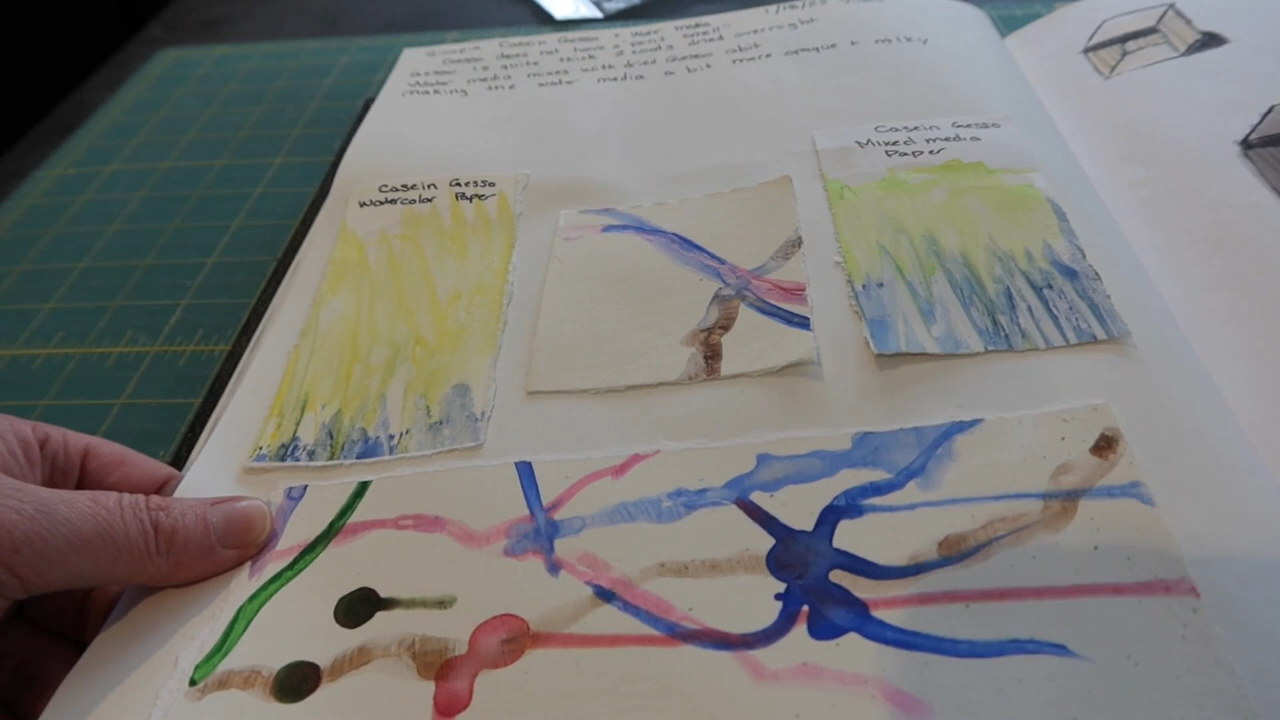 Casein Gesso + Water media
Gesso does not have a paint smell
Gesso is quite thick 2 coats dried overnight
Water media mixes with dried Gesso abit
making the water media a bit more opaque + milky
Casein Gesso
Watercolor Paper
Casein Gesso
Mixed media
Paper